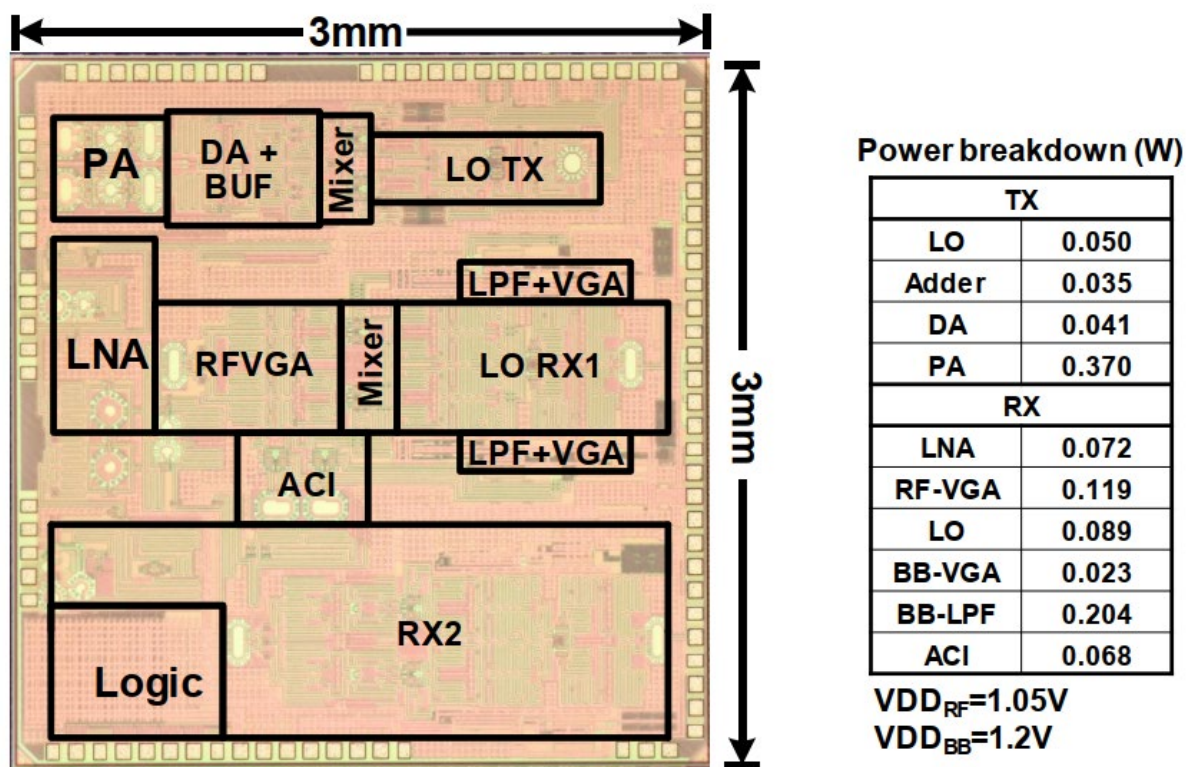 3mm
PA
DA +
BUF
Mixer
LO TX
3mm
LPF+VGA
LNA
RFVGA
Mixer
LO RX1
LPF+VGA
ACI
RX2
Logic
Power breakdown (W)
TX
LO 0.050
Adder 0.035
DA 0.041
PA 0.370
RX
LNA 0.072
RF-VGA 0.119
LO 0.089
BB-VGA 0.023
BB-LPF 0.204
ACI 0.068
VDD_RF=1.05V
VDD_BB=1.2V